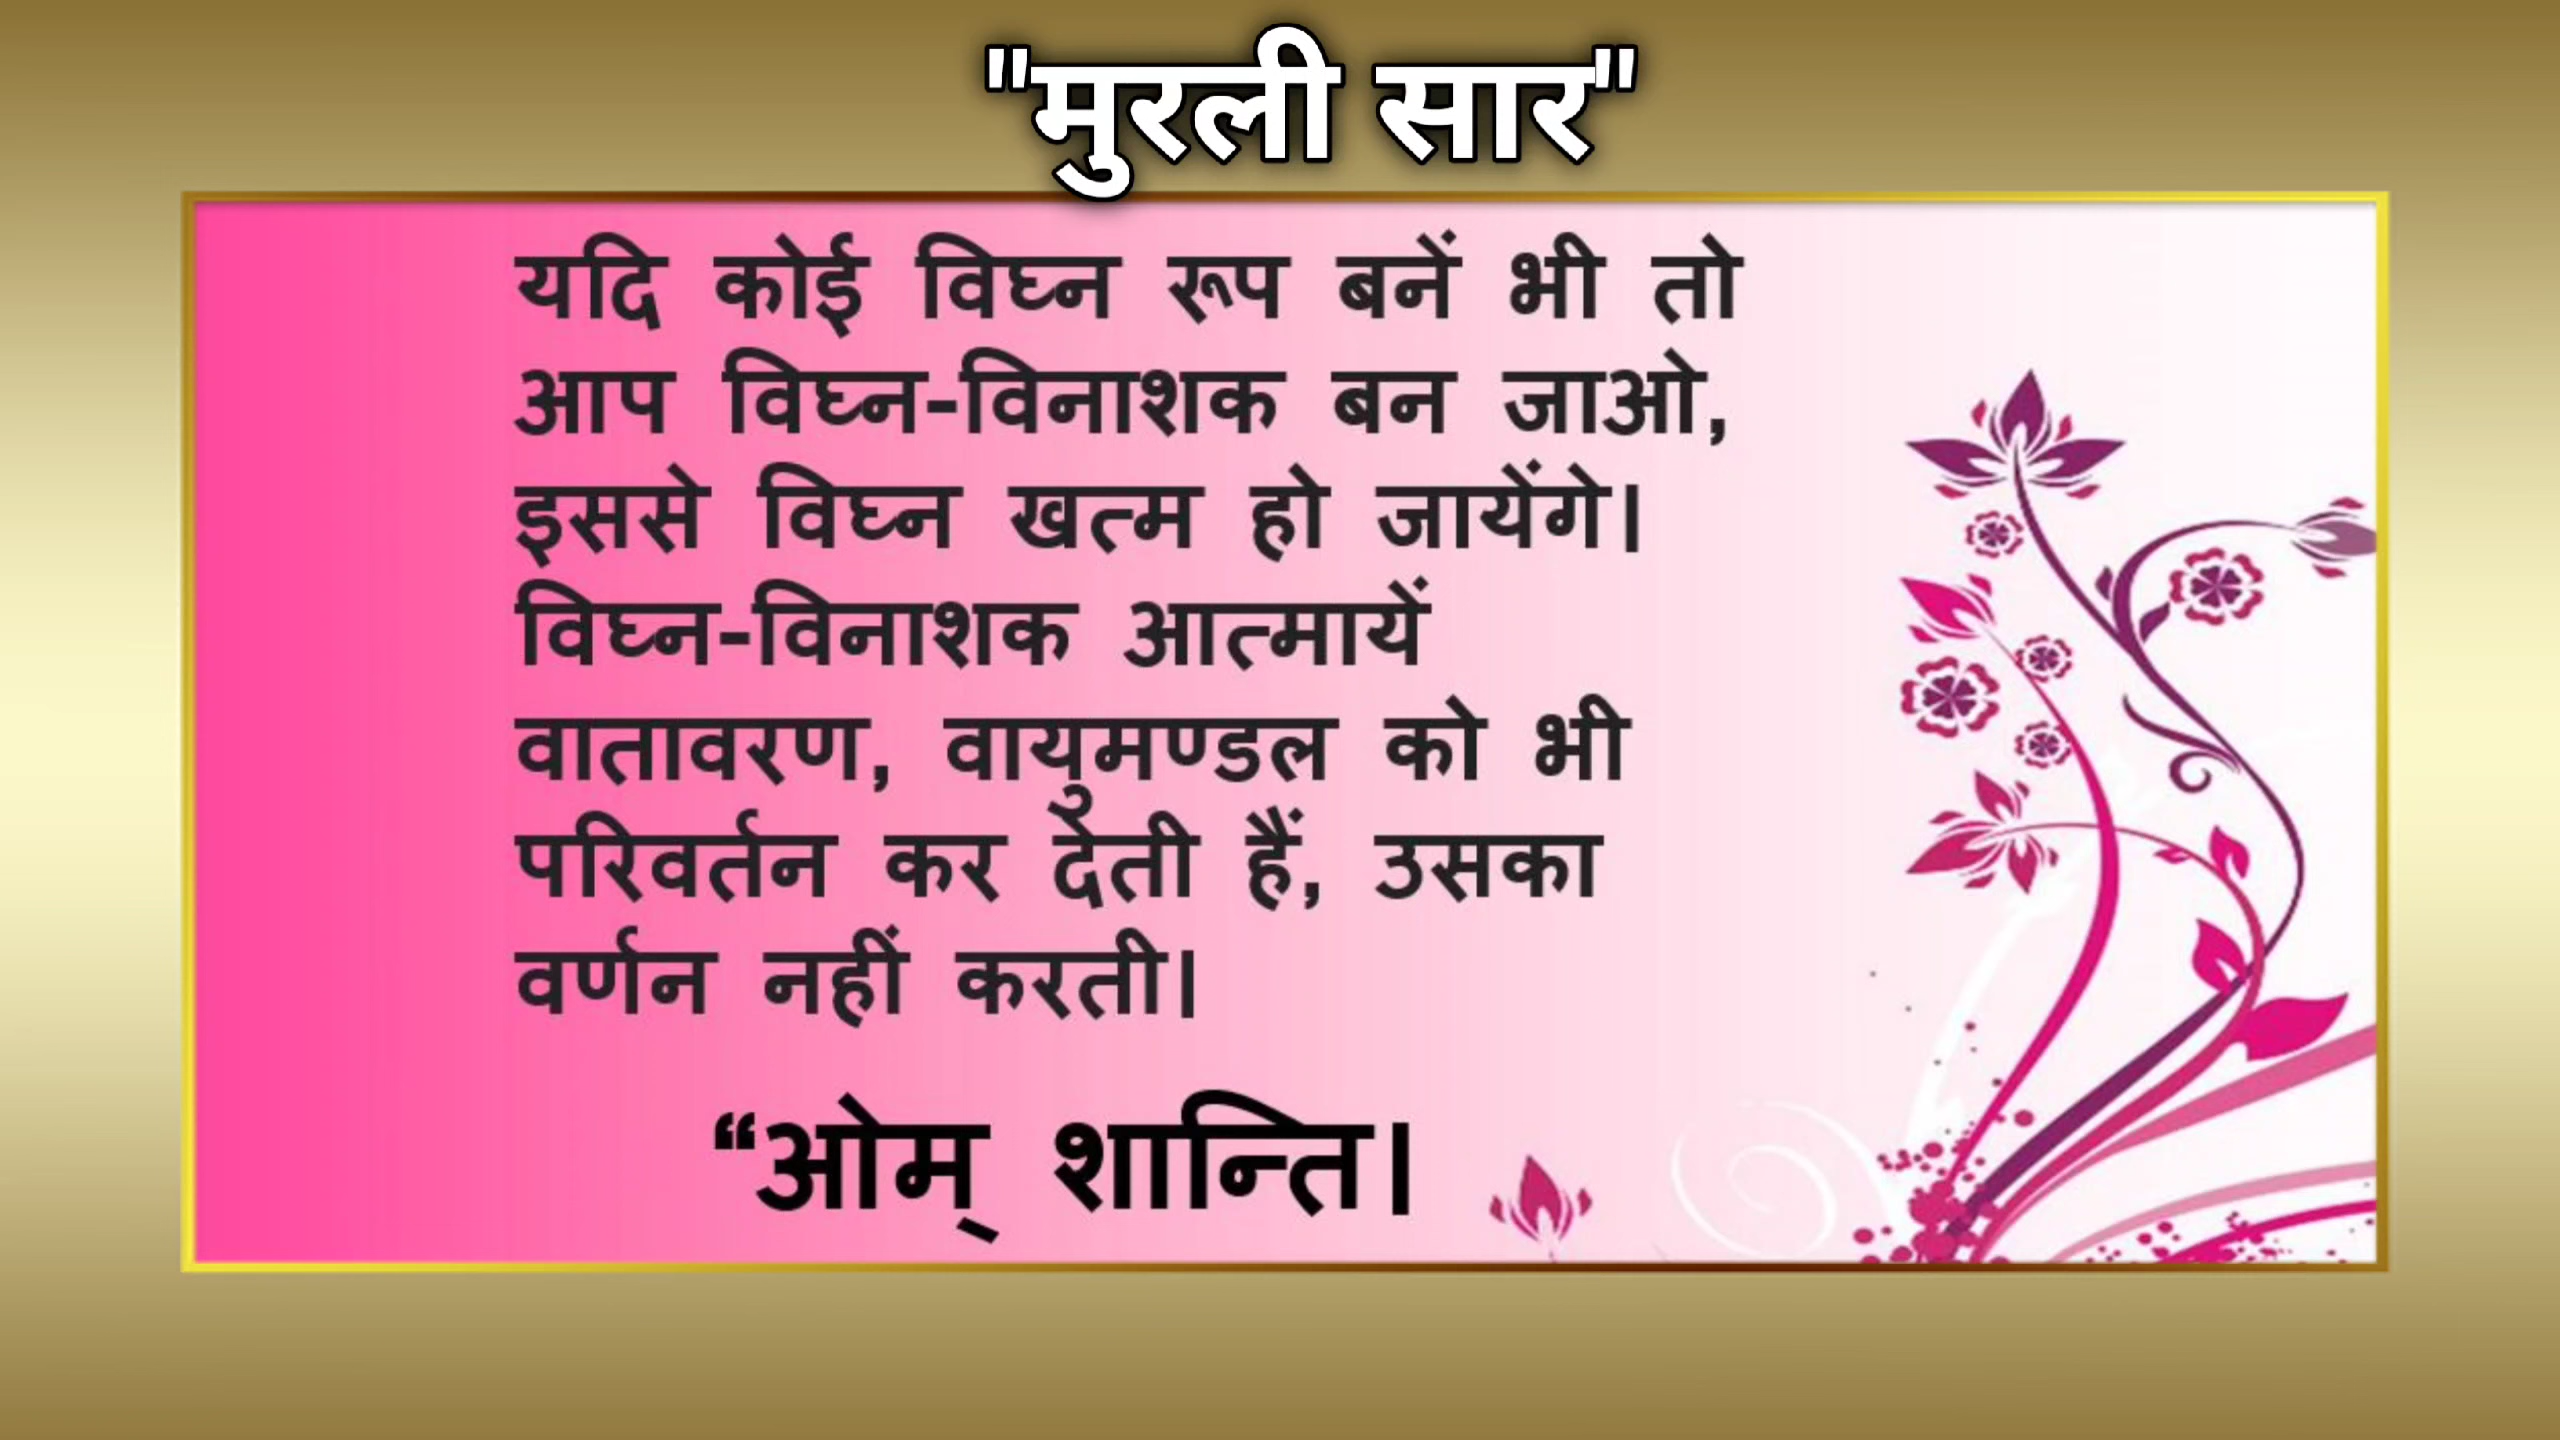 "मुरली सार"
यदि कोई विघ्न रूप बनें भी तो
आप विघ्न-विनाशक बन जाओ,
इससे विघ्न खत्म हो जायेंगे।
विघ्न-विनाशक आत्मायें
वातावरण, वायुमण्डल को भी
परिवर्तन कर देती हैं, उसका
वर्णन नहीं करती।
“ओम् शान्ति।